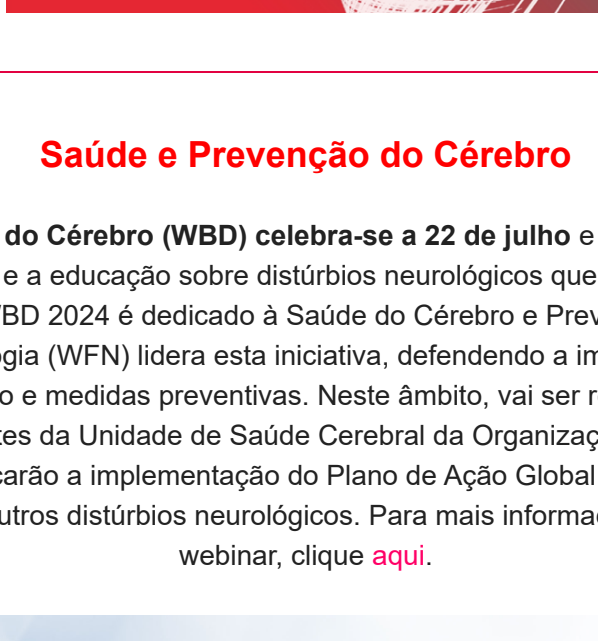 Saúde e Prevenção do Cérebro
do Cérebro (WBD) celebra-se a 22 de julho e
e a educação sobre distúrbios neurológicos que
BD 2024 é dedicado à Saúde do Cérebro e Prev
ogia (WFN) lidera esta iniciativa, defendendo a im
o e medidas preventivas. Neste âmbito, vai ser r
tes da Unidade de Saúde Cerebral da Organizaç
carão a implementação do Plano de Ação Global
utros distúrbios neurológicos. Para mais informaç
webinar, clique aqui.